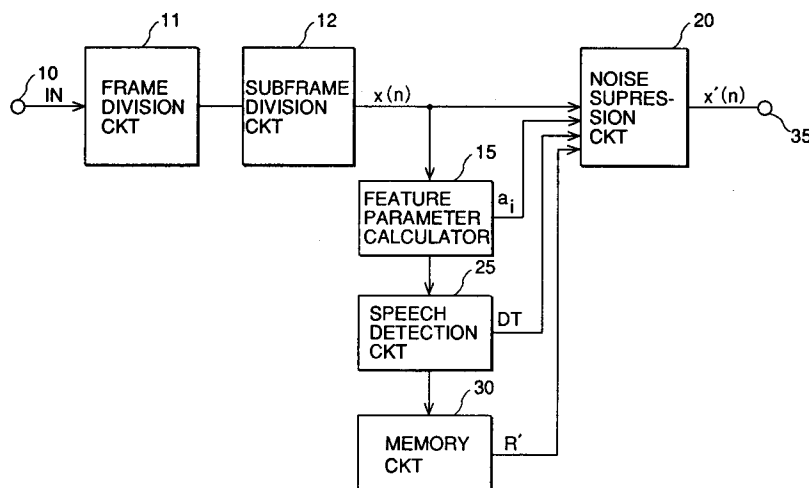 11
12
20
10
IN
FRAME
DIVISION
CKT
SUBFRAME
DIVISION
CKT
x(n)
NOISE
SUPRES-
SION
CKT
x′(n)
35
15
FEATURE
PARAMETER
CALCULATOR
ai
25
SPEECH
DETECTION
CKT
DT
30
MEMORY
CKT
R′